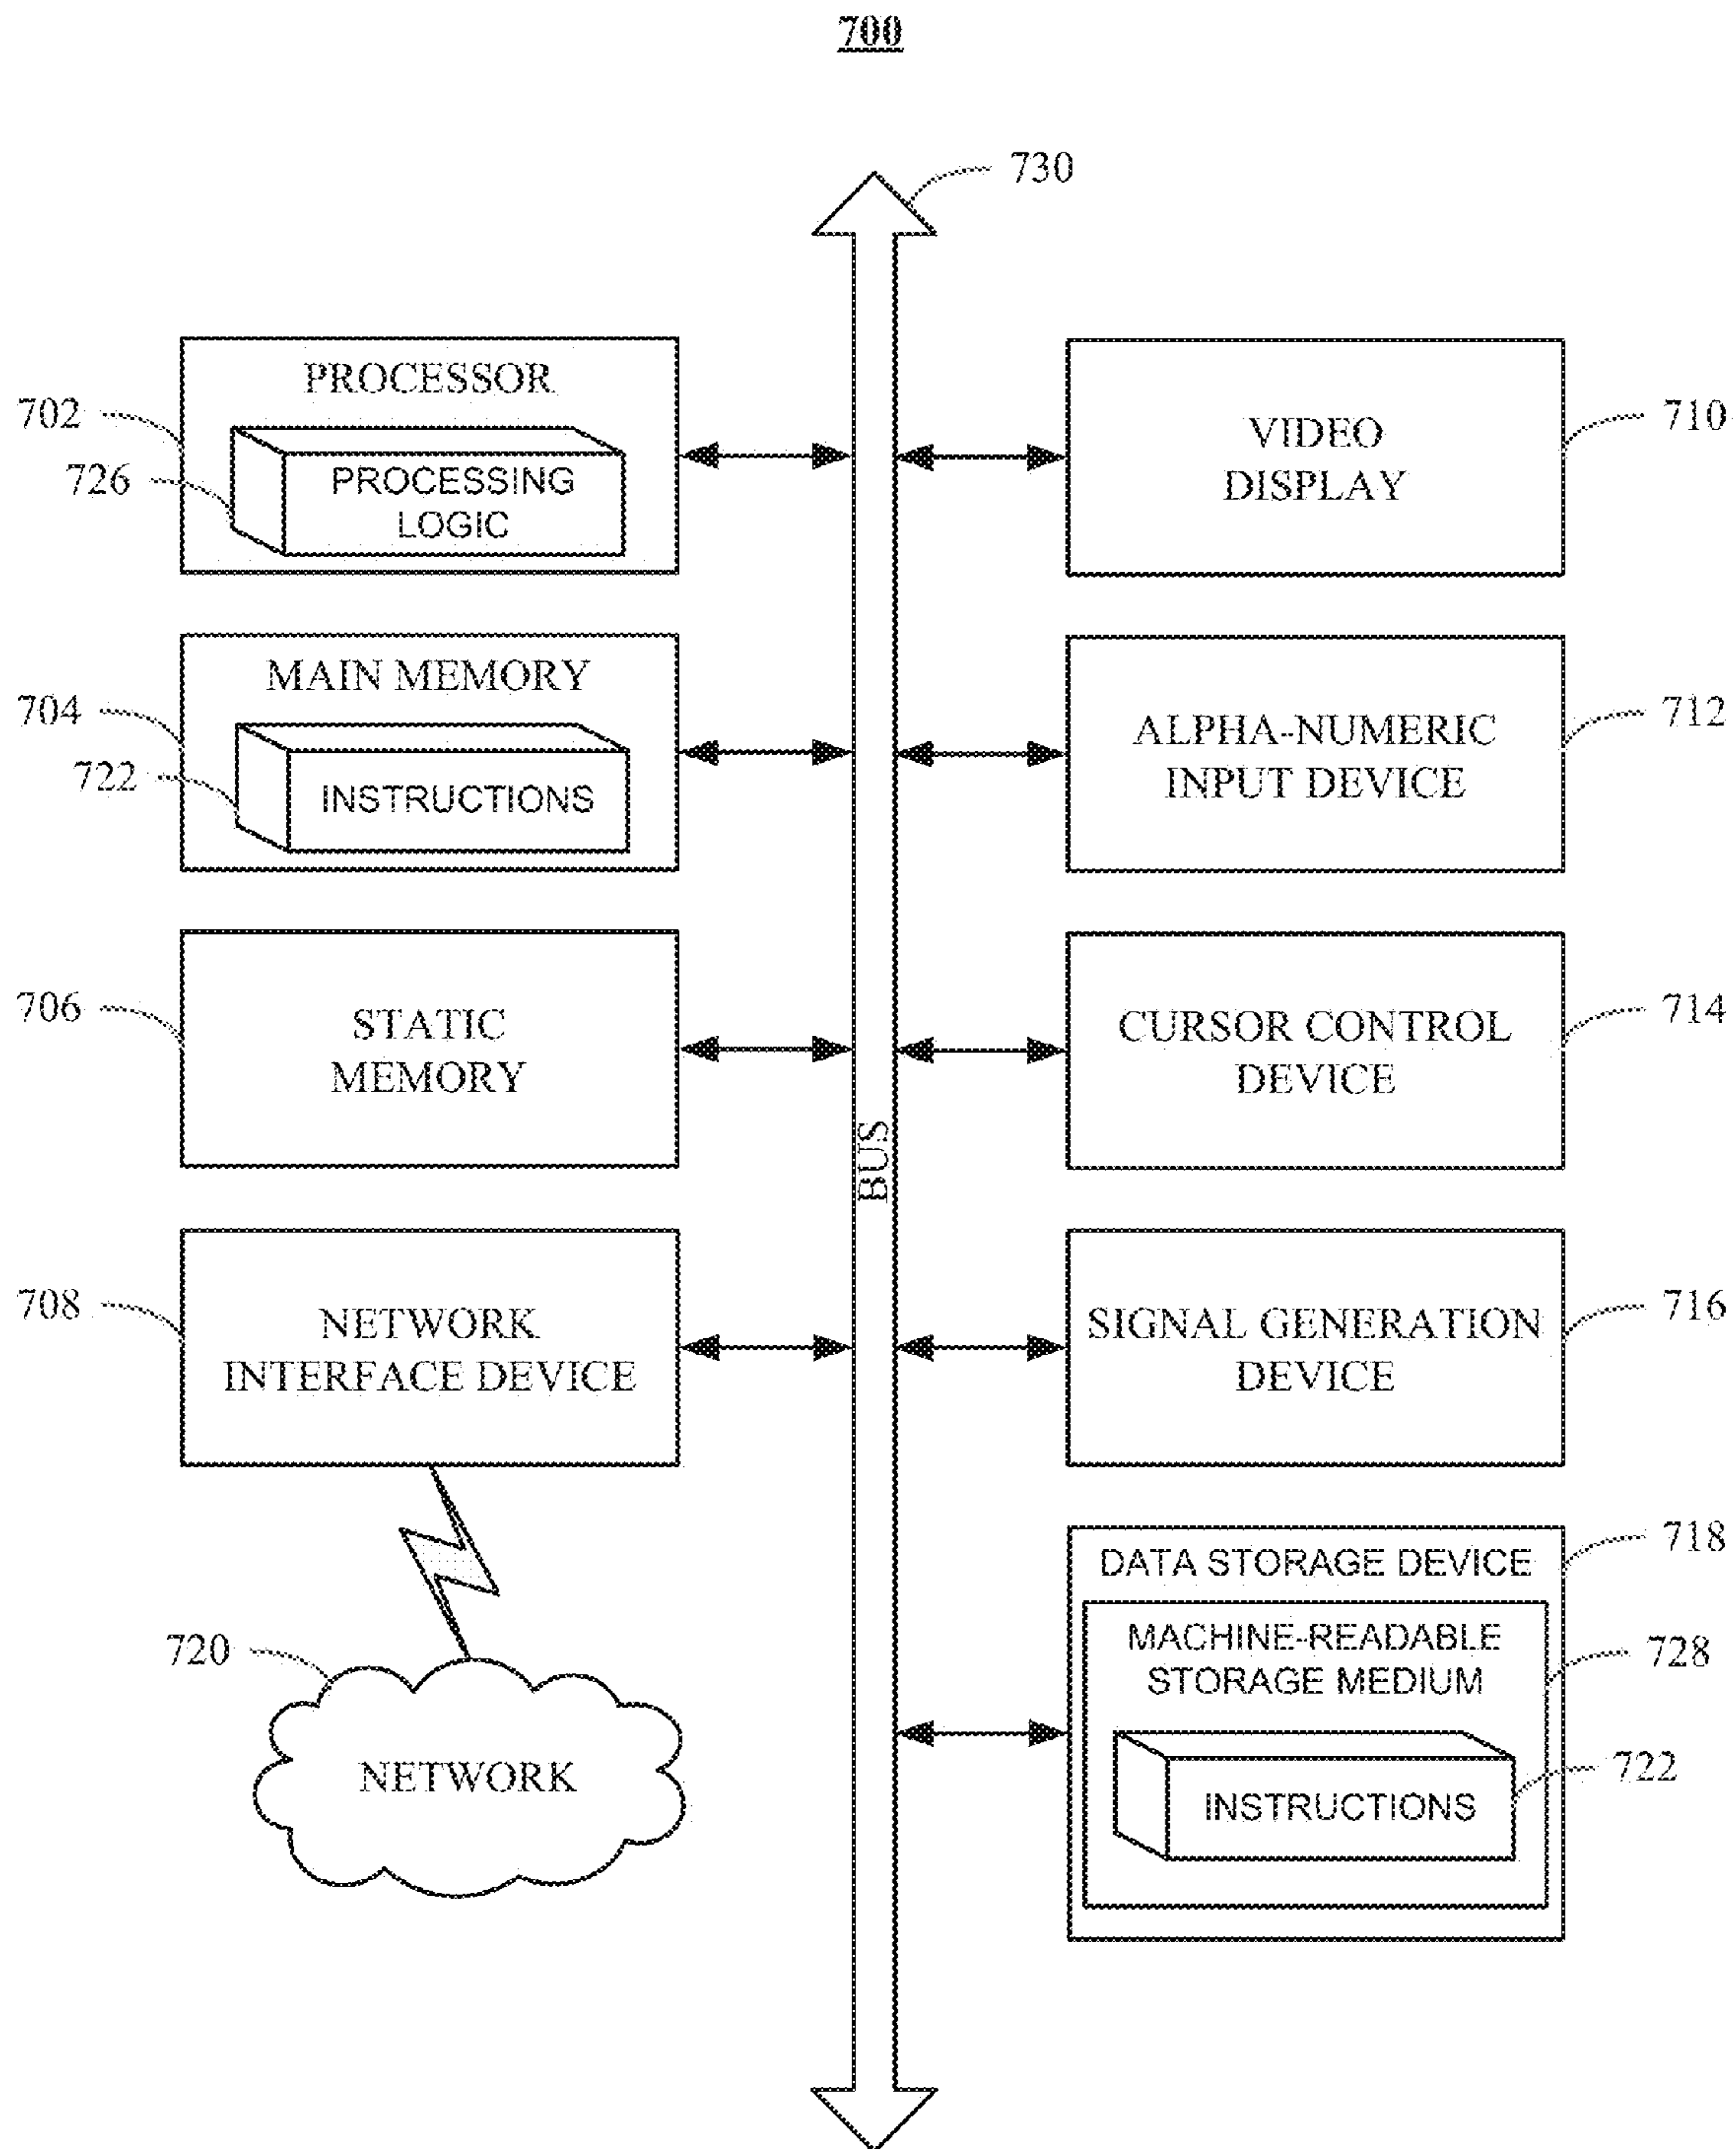 700
730
PROCESSOR
702
726
PROCESSING
LOGIC
VIDEO
DISPLAY
710
MAIN MEMORY
704
722
INSTRUCTIONS
ALPHA-NUMERIC
INPUT DEVICE
712
706
STATIC
MEMORY
CURSOR CONTROL
DEVICE
714
BUS
708
NETWORK
INTERFACE DEVICE
SIGNAL GENERATION
DEVICE
716
DATA STORAGE DEVICE
718
MACHINE-READABLE
STORAGE MEDIUM
728
INSTRUCTIONS
722
720
NETWORK